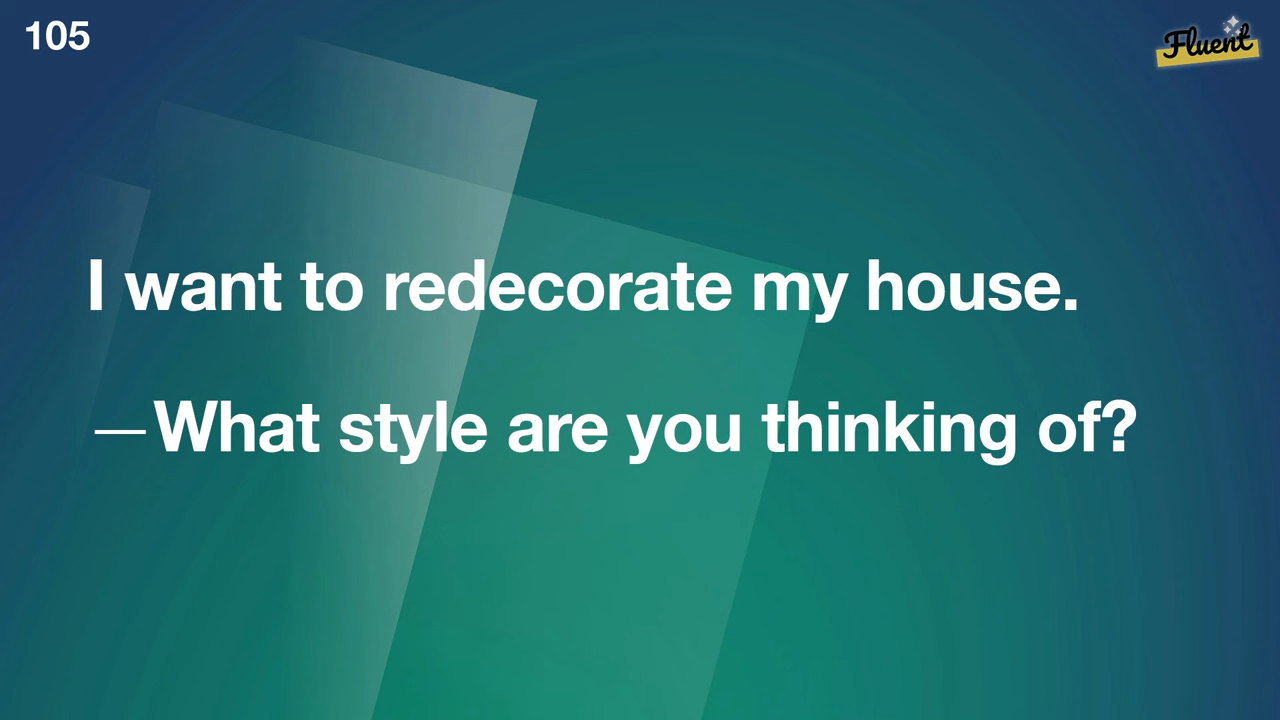 105
Fluent
I want to redecorate my house.
—What style are you thinking of?